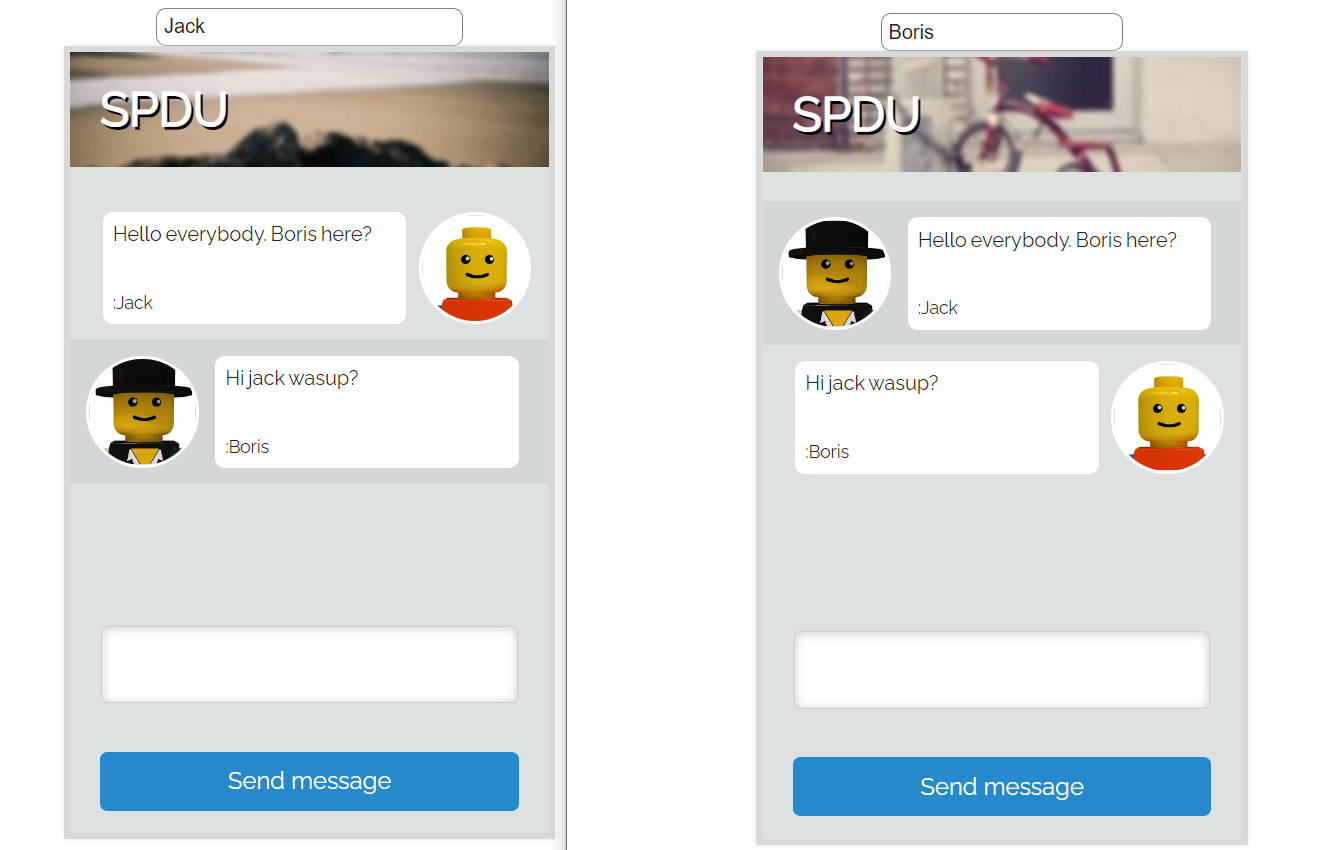 Jack
SPDU
Hello everybody. Boris here?
:Jack
Hi jack wasup?
:Boris
Send message
Boris
SPDU
Hello everybody. Boris here?
:Jack
Hi jack wasup?
:Boris
Send message